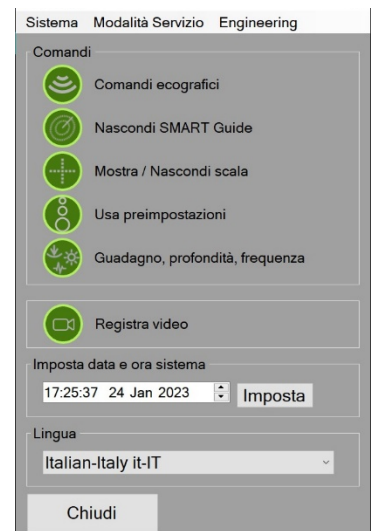 Sistema Modalità Servizio Engineering
Comandi
Comandi ecografici
Nascondi SMART Guide
Mostra / Nascondi scala
Usa preimpostazioni
Guadagno, profondità, frequenza
Registra video
Imposta data e ora sistema
17:25:37 24 Jan 2023 Imposta
Lingua
Italian-Italy it-IT
Chiudi